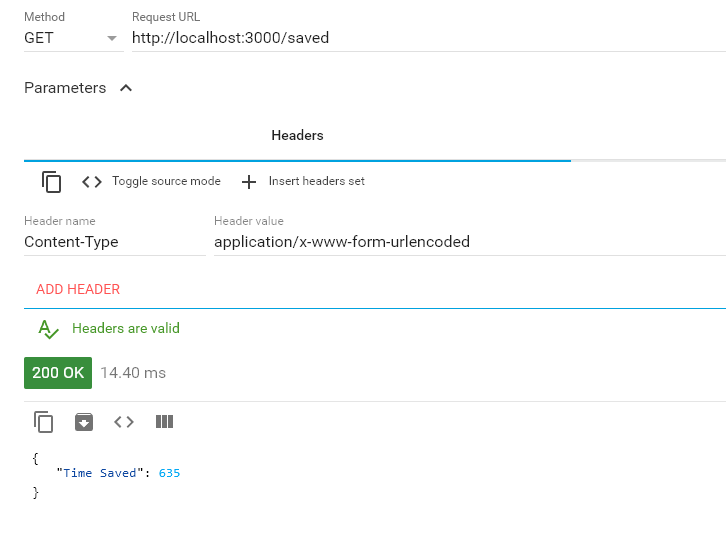 Method Request URL
GET http://localhost:3000/saved
Parameters
Headers
Toggle source mode Insert headers set
Header name Header value
Content-Type application/x-www-form-urlencoded
ADD HEADER
Headers are valid
200 OK 14.40 ms
{
"Time Saved": 635
}